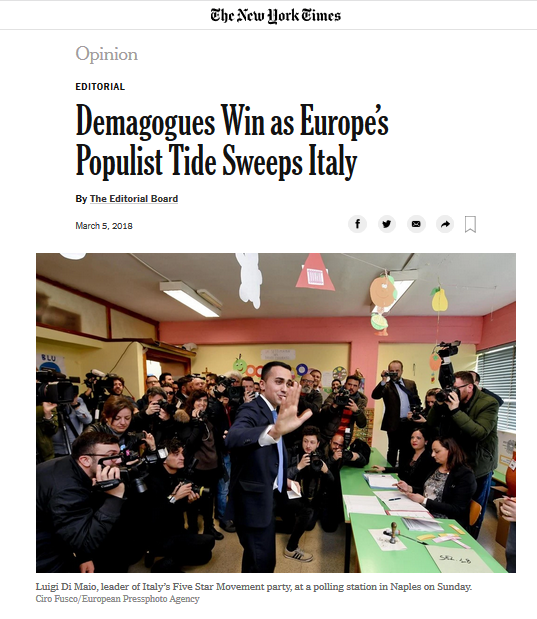 The New York Times
Opinion
EDITORIAL
Demagogues Win as Europe's
Populist Tide Sweeps Italy
By The Editorial Board
March 5, 2018
BLU
Luigi Di Maio, leader of Italy's Five Star Movement party, at a polling station in Naples on Sunday.
Ciro Fusco/European Pressphoto Agency